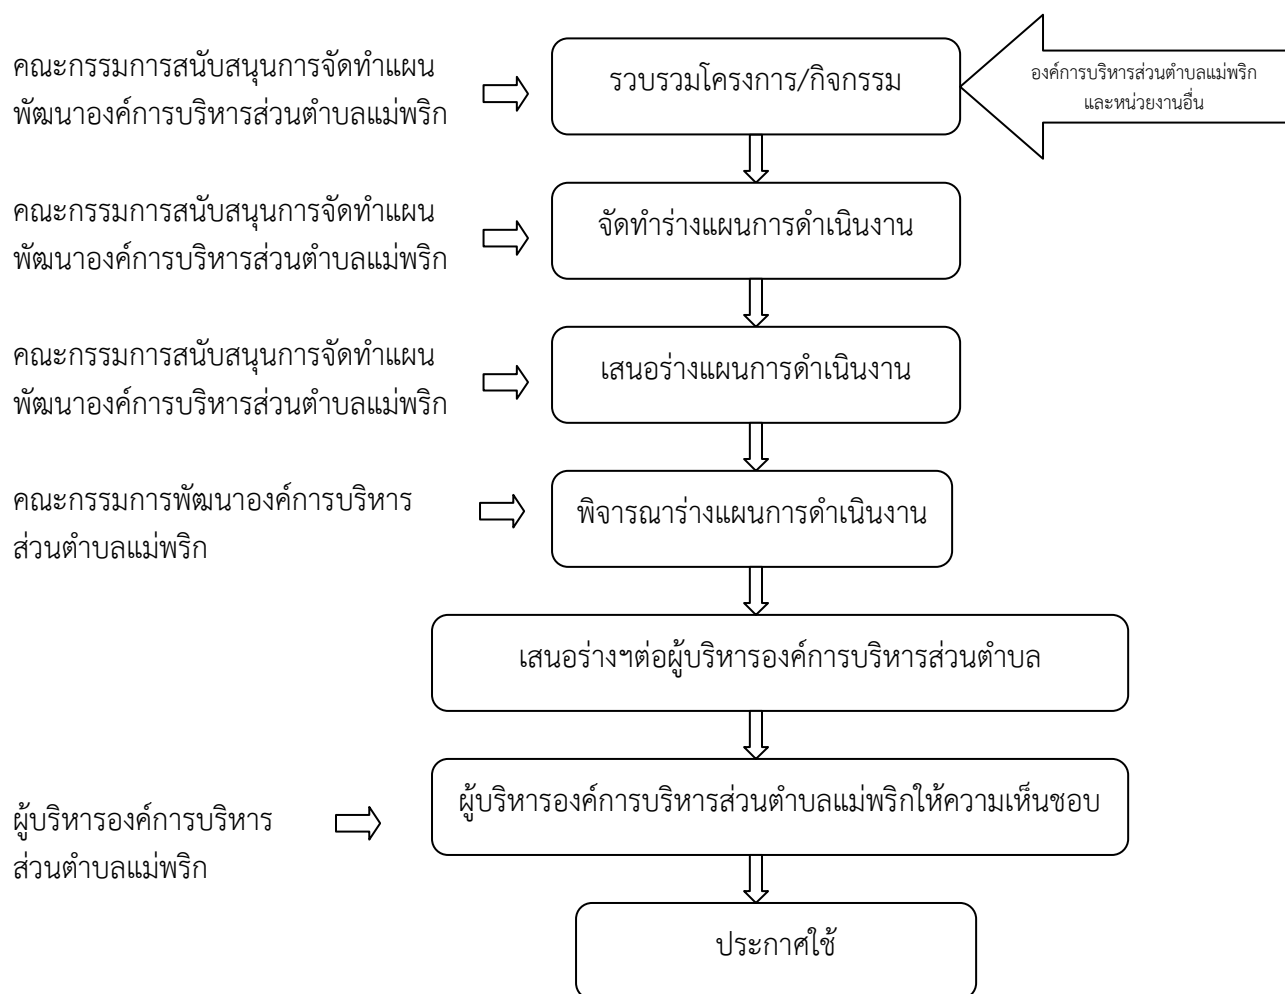 คณะกรรมการสนับสนุนการจัดทำแผน
พัฒนาองค์การบริหารส่วนตำบลแม่พริก
รวบรวมโครงการ/กิจกรรม
องค์การบริหารส่วนตำบลแม่พริก
และหน่วยงานอื่น
คณะกรรมการสนับสนุนการจัดทำแผน
พัฒนาองค์การบริหารส่วนตำบลแม่พริก
จัดทำร่างแผนการดำเนินงาน
คณะกรรมการสนับสนุนการจัดทำแผน
พัฒนาองค์การบริหารส่วนตำบลแม่พริก
เสนอร่างแผนการดำเนินงาน
คณะกรรมการพัฒนาองค์การบริหาร
ส่วนตำบลแม่พริก
พิจารณาร่างแผนการดำเนินงาน
เสนอร่างฯต่อผู้บริหารองค์การบริหารส่วนตำบล
ผู้บริหารองค์การบริหารส่วนตำบลแม่พริกให้ความเห็นชอบ
ผู้บริหารองค์การบริหาร
ส่วนตำบลแม่พริก
ประกาศใช้